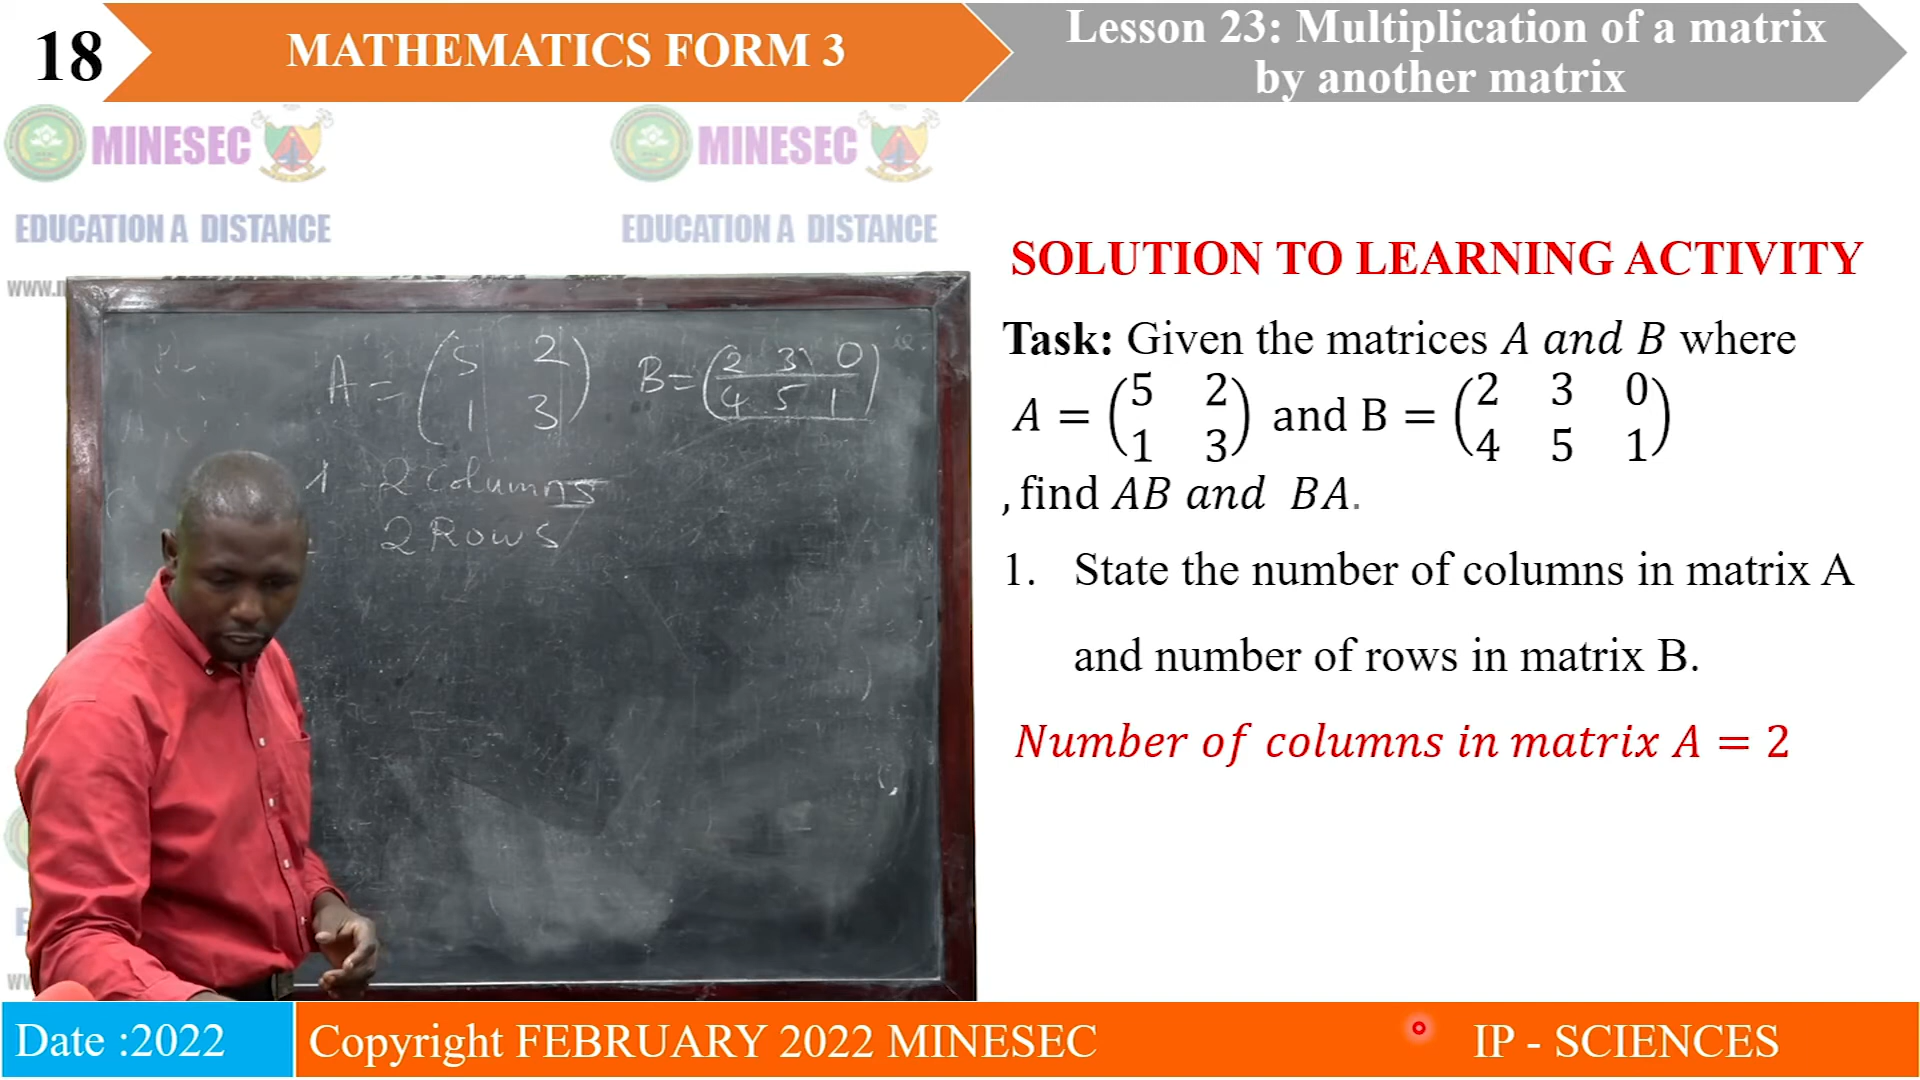 18
MATHEMATICS FORM 3
Lesson 23: Multiplication of a matrix
by another matrix
MINESEC
MINESEC
EDUCATION A DISTANCE
EDUCATION A DISTANCE
www.
SOLUTION TO LEARNING ACTIVITY
Task: Given the matrices A and B where
A = (5 2 1 3) and B = (2 3 0 4 5 1)
, find AB and BA.
1. State the number of columns in matrix A
and number of rows in matrix B.
Number of columns in matrix A = 2
A = (5 2 1 3) B = (2 3 0 4 5 1)
1 2 Columns
2 Rows
Date :2022
Copyright FEBRUARY 2022 MINESEC
IP - SCIENCES